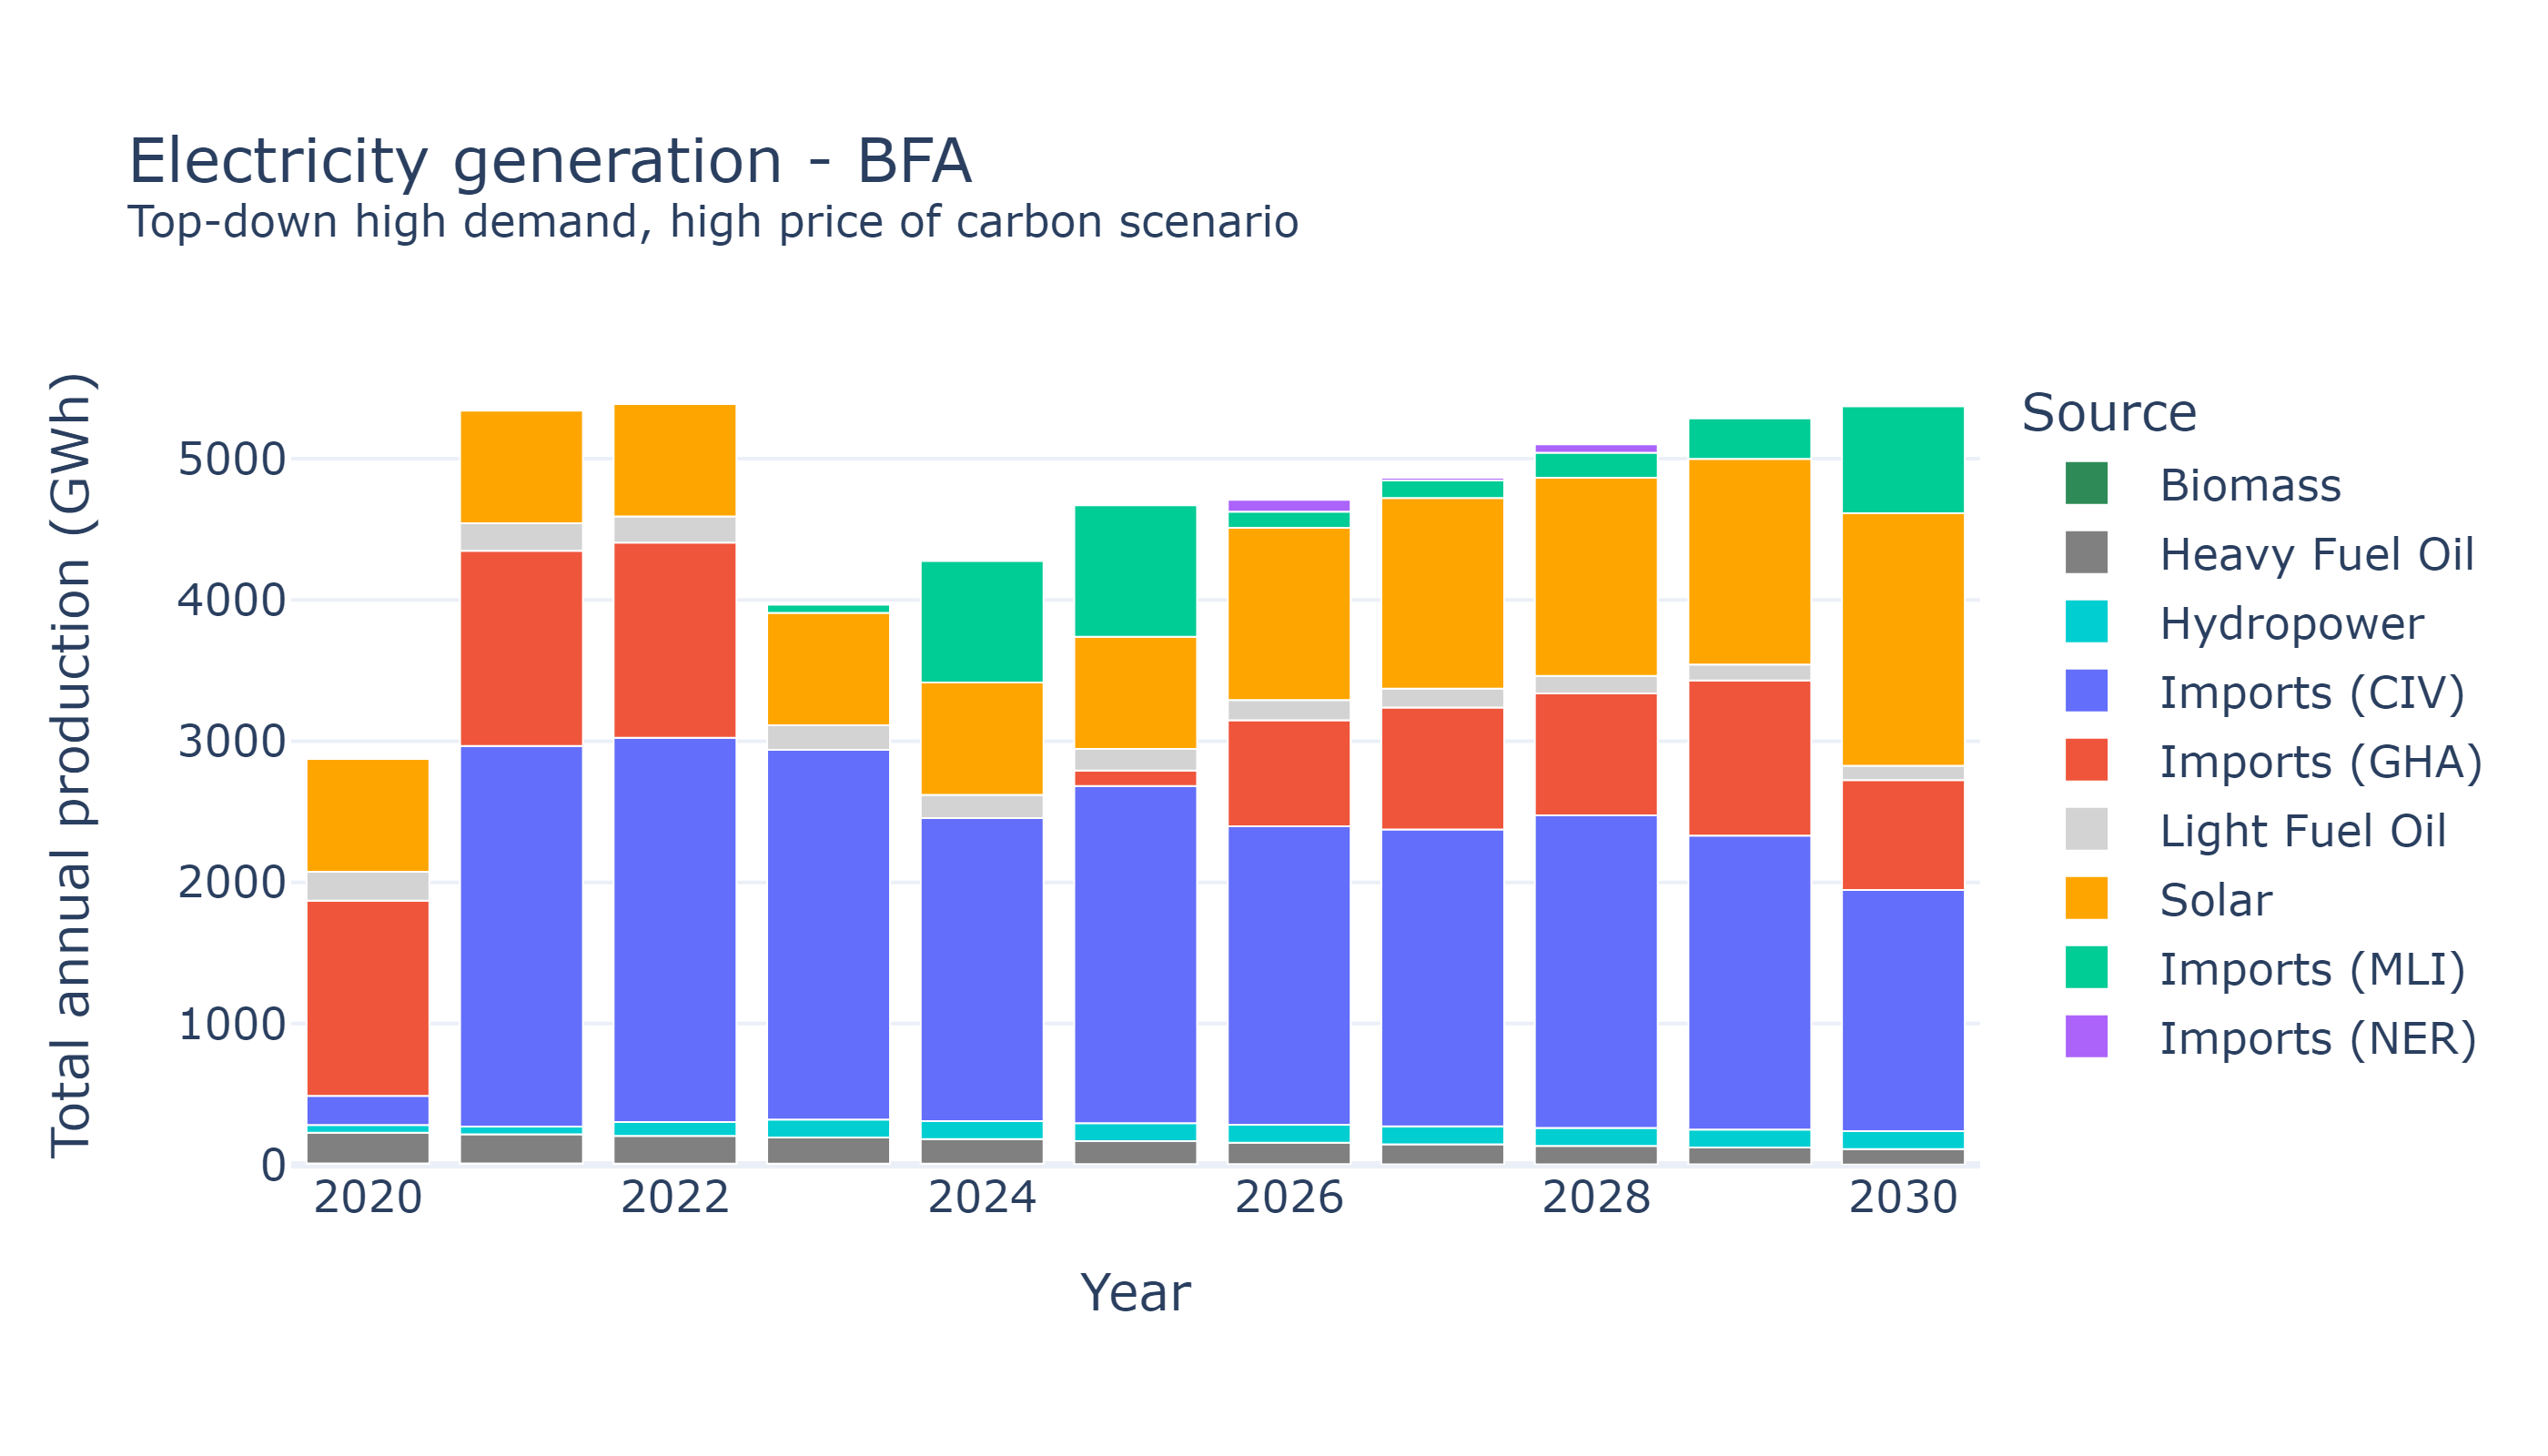 Electricity generation - BFA
Top-down high demand, high price of carbon scenario
Total annual production (GWh)
5000
4000
3000
2000
1000
0
2020
2022
2024
2026
2028
2030
Year
Source
Biomass
Heavy Fuel Oil
Hydropower
Imports (CIV)
Imports (GHA)
Light Fuel Oil
Solar
Imports (MLI)
Imports (NER)